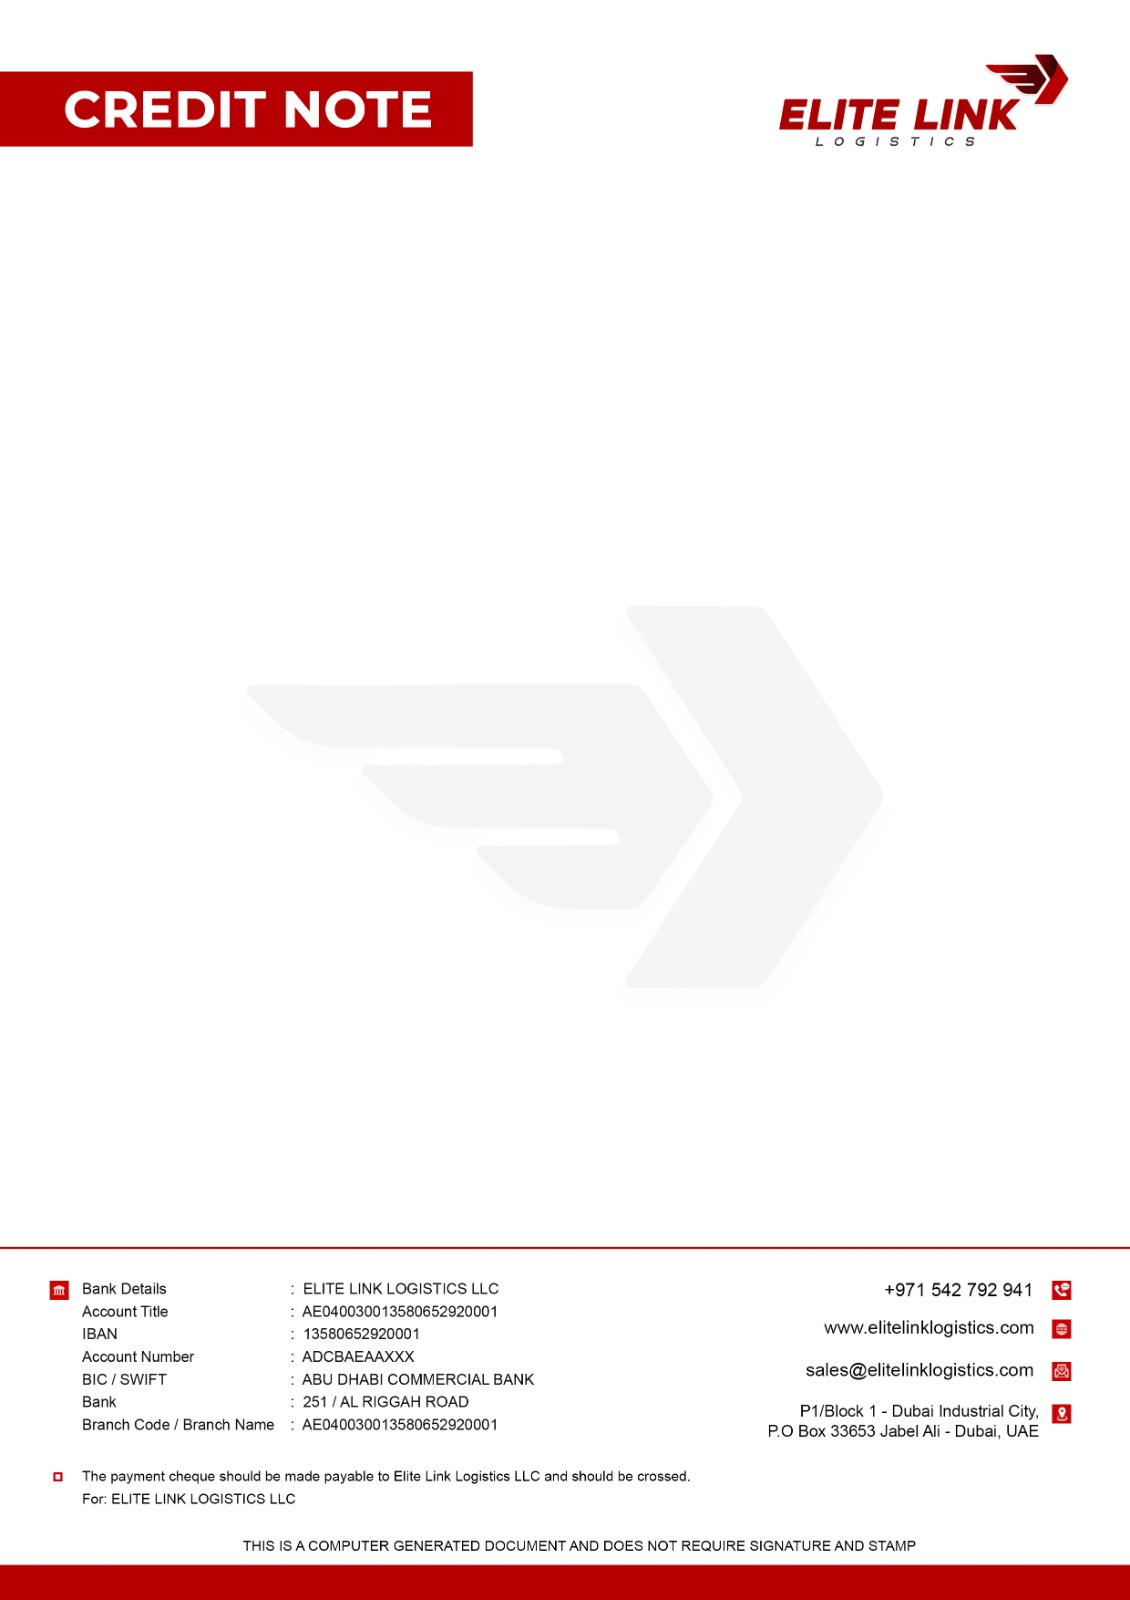 CREDIT NOTE
ELITE LINK
LOGISTICS
Bank Details : ELITE LINK LOGISTICS LLC
Account Title : AE040030013580652920001
IBAN : 13580652920001
Account Number : ADCBAEAAXXX
BIC / SWIFT : ABU DHABI COMMERCIAL BANK
Bank : 251 / AL RIGGAH ROAD
Branch Code / Branch Name : AE040030013580652920001
+971 542 792 941
www.elitelinklogistics.com
sales@elitelinklogistics.com
P1/Block 1 - Dubai Industrial City,
P.O Box 33653 Jabel Ali - Dubai, UAE
The payment cheque should be made payable to Elite Link Logistics LLC and should be crossed.
For: ELITE LINK LOGISTICS LLC
THIS IS A COMPUTER GENERATED DOCUMENT AND DOES NOT REQUIRE SIGNATURE AND STAMP